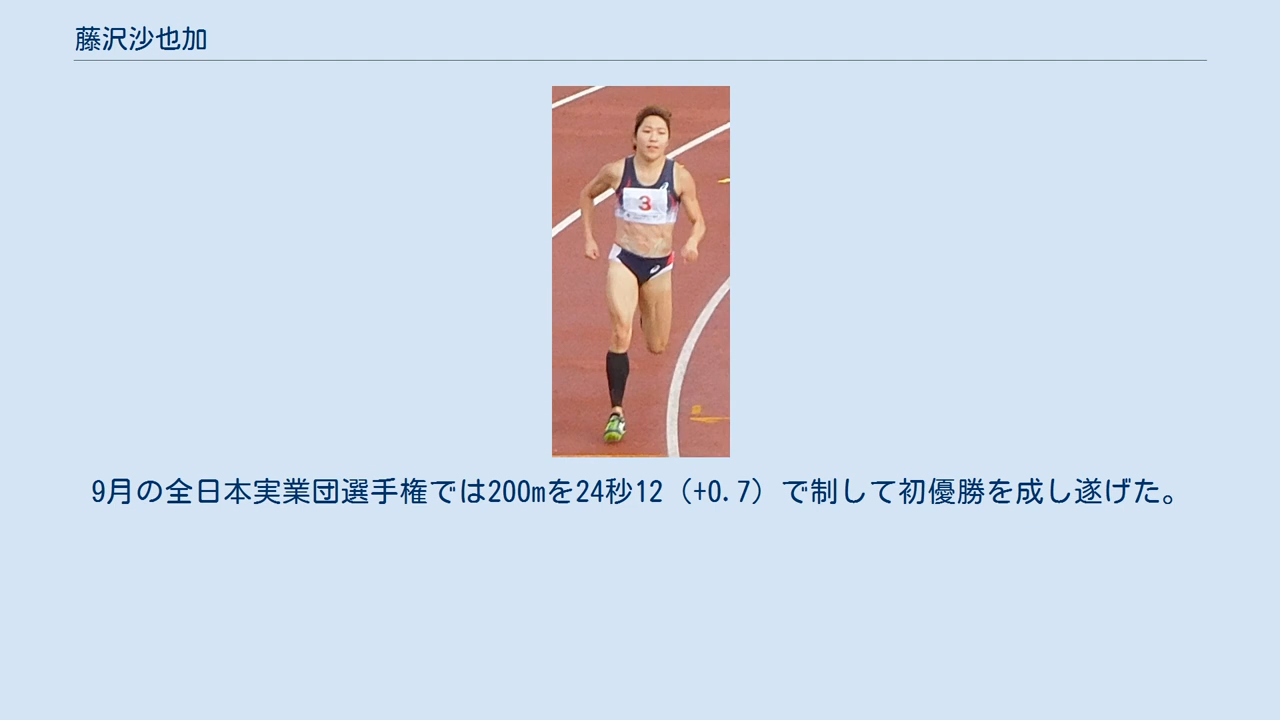 藤沢沙也加
3
9月の全日本実業団選手権では200mを24秒12（+0.7）で制して初優勝を成し遂げた。